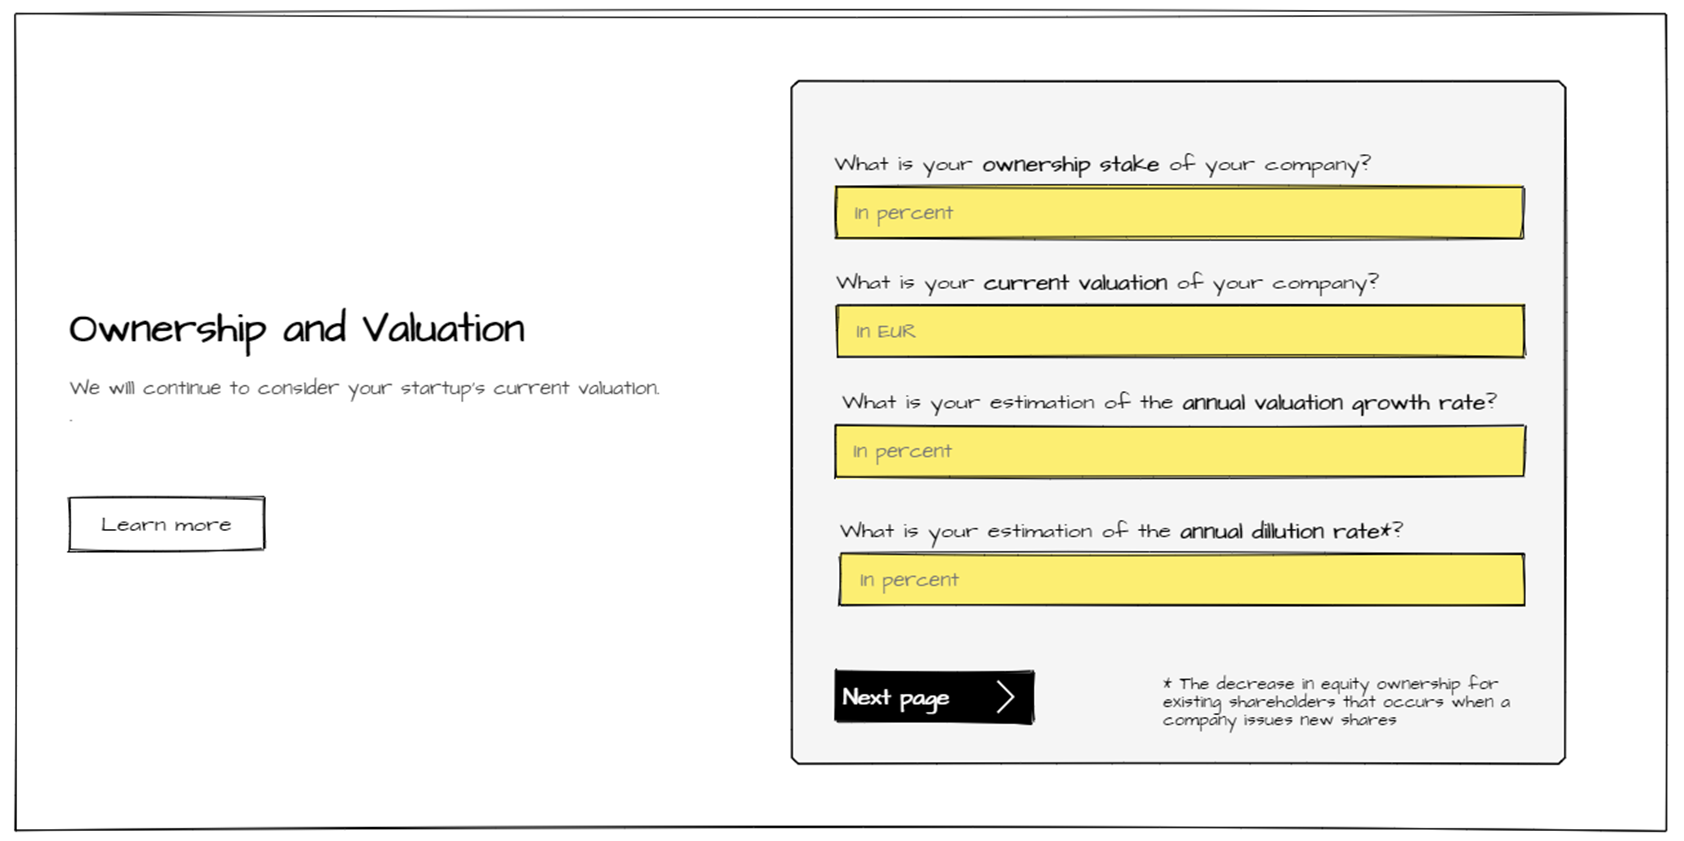 Ownership and Valuation
We will continue to consider your startup's current valuation.
.
Learn more
What is your ownership stake of your company?
In percent
What is your current valuation of your company?
In EUR
What is your estimation of the annual valuation growth rate?
In percent
What is your estimation of the annual dillution rate*?
In percent
Next page
* The decrease in equity ownership for
existing shareholders that occurs when a
company issues new shares